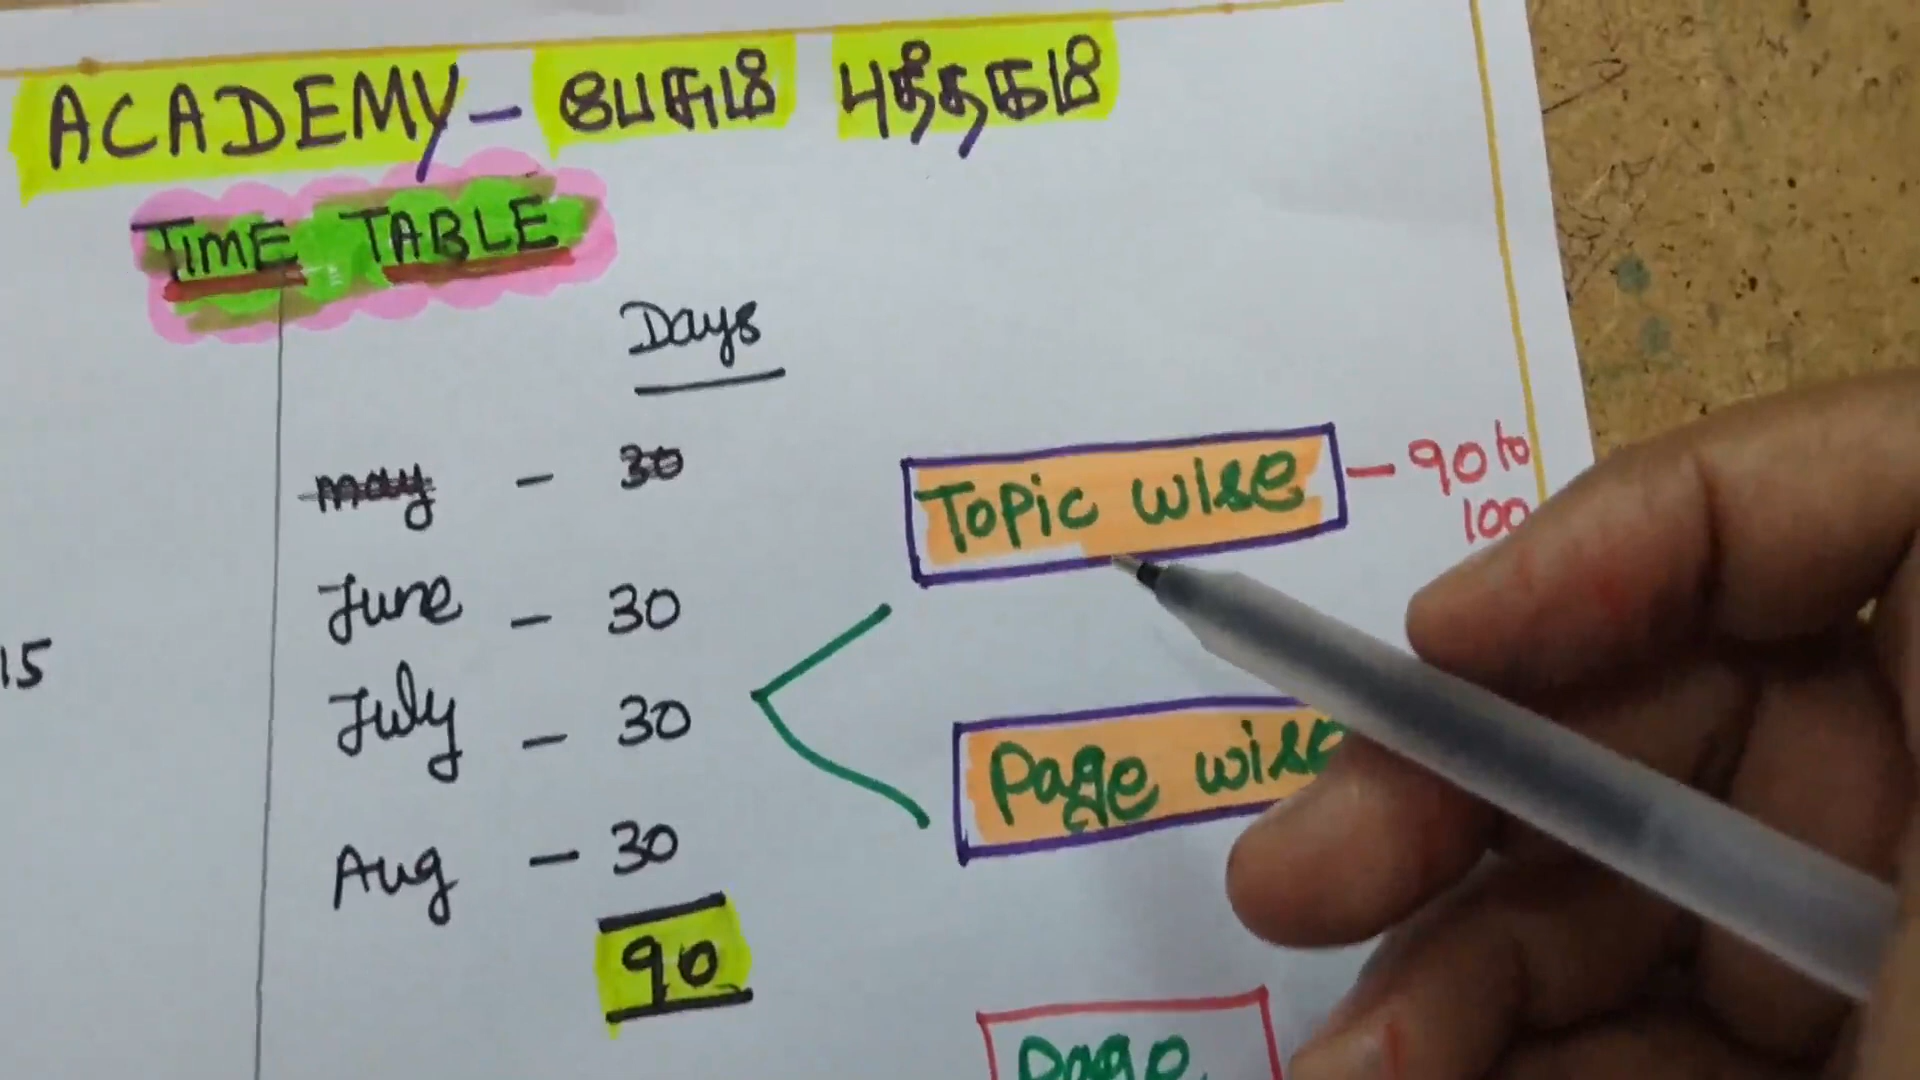 ACADEMY - பேசும் புத்தகம்
TIME TABLE
Days
may - 30
June - 30
July - 30
Aug - 30
90
15
Topic wise - 90 to
100
Page wise
Page